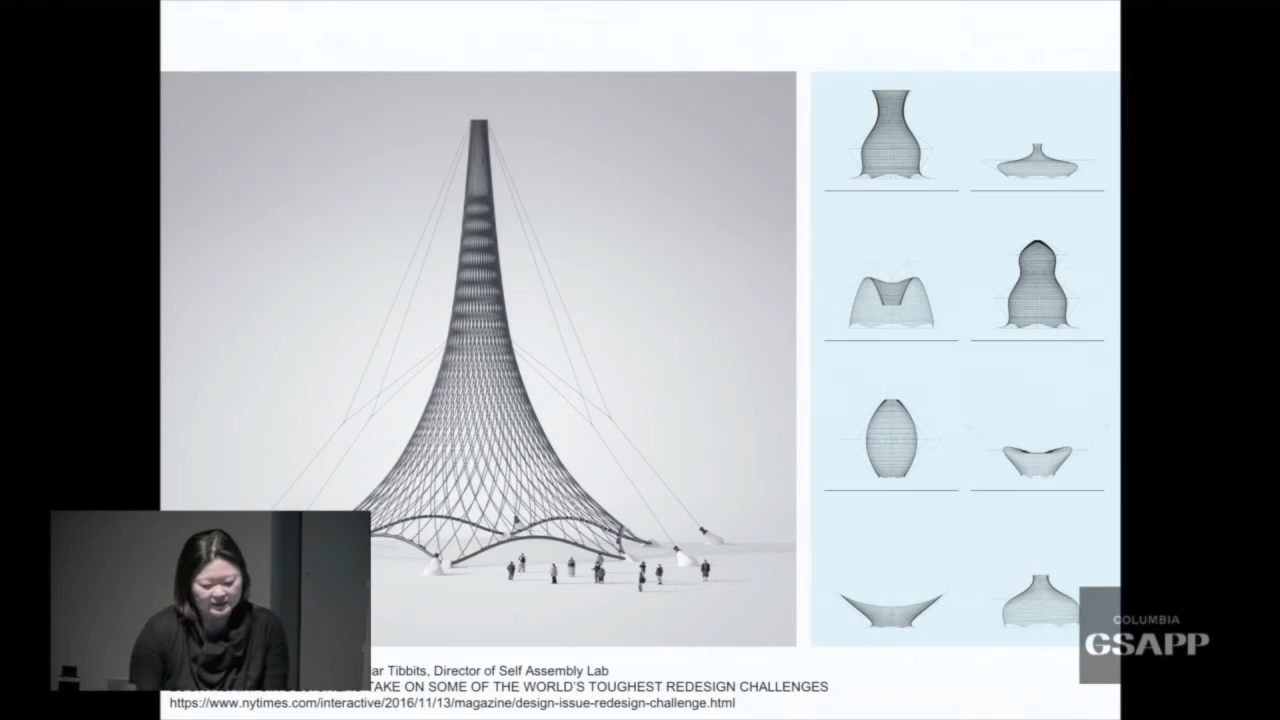 COLUMBIA
GSAPP
ar Tibbits, Director of Self Assembly Lab
TAKE ON SOME OF THE WORLD'S TOUGHEST REDESIGN CHALLENGES
https://www.nytimes.com/interactive/2016/11/13/magazine/design-issue-redesign-challenge.html